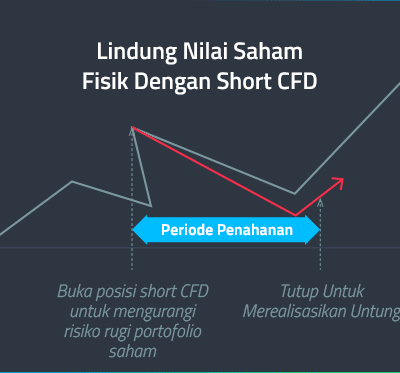 Lindung Nilai Saham
Fisik Dengan Short CFD
Periode Penahanan
Buka posisi short CFD
untuk mengurangi
risiko rugi portofolio
saham
Tutup Untuk
Merealisasikan Untung